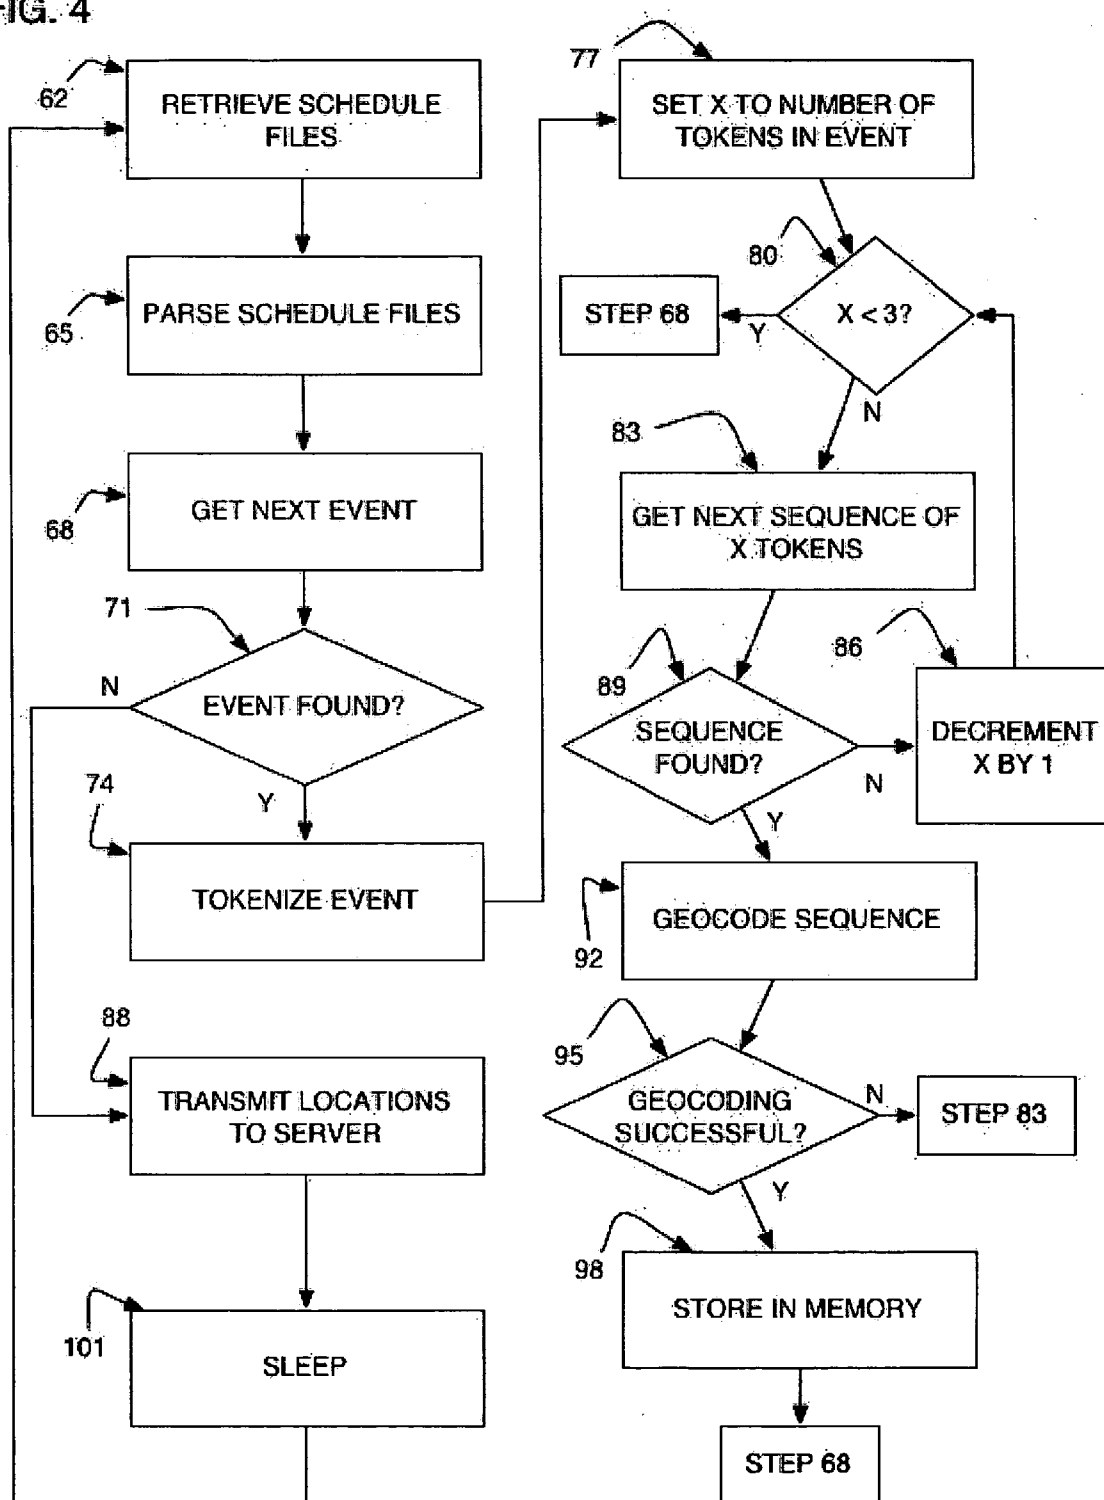 FIG. 4
62
RETRIEVE SCHEDULE
FILES
65
PARSE SCHEDULE FILES
68
GET NEXT EVENT
71
EVENT FOUND?
N
Y
74
TOKENIZE EVENT
88
TRANSMIT LOCATIONS
TO SERVER
101
SLEEP
77
SET X TO NUMBER OF
TOKENS IN EVENT
80
X < 3?
Y
STEP 68
N
83
GET NEXT SEQUENCE OF
X TOKENS
86
DECREMENT
X BY 1
89
SEQUENCE
FOUND?
N
Y
92
GEOCODE SEQUENCE
95
GEOCODING
SUCCESSFUL?
N
STEP 83
Y
98
STORE IN MEMORY
STEP 68